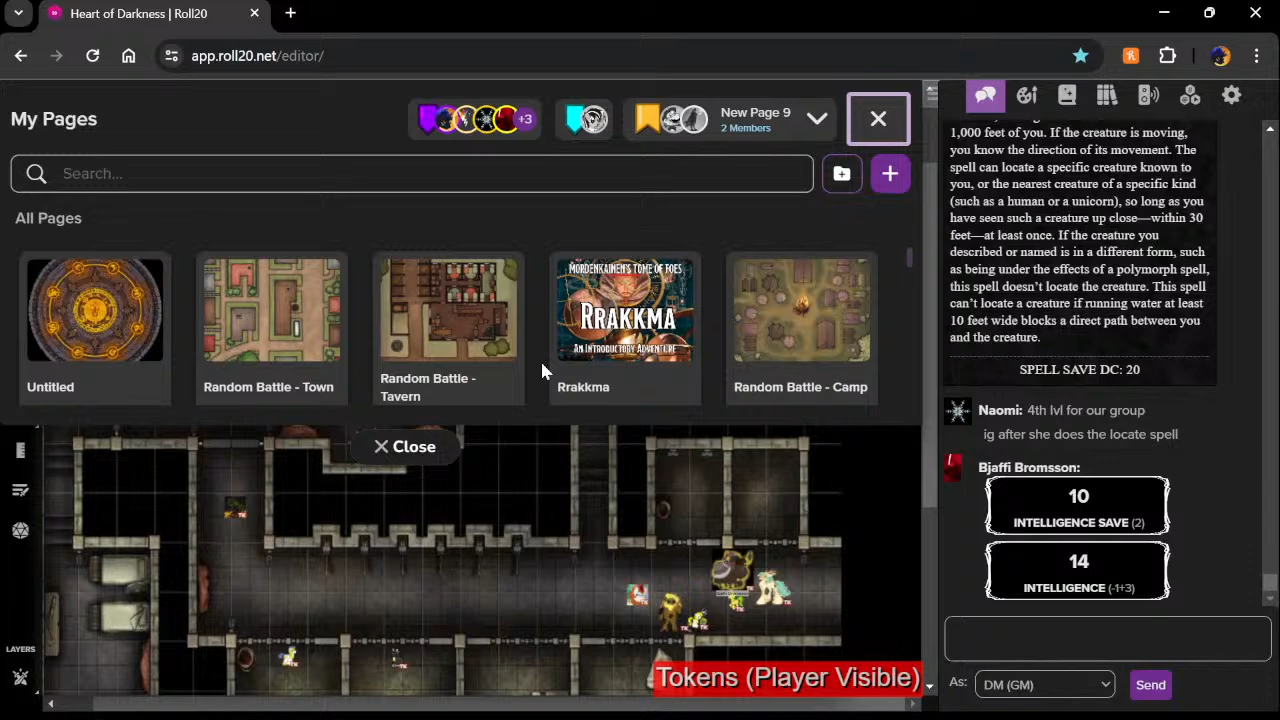 Heart of Darkness | Roll20
app.roll20.net/editor/
My Pages
+3
New Page 9
2 Members
Search...
All Pages
MORDENKAINEN'S TOME OF FOES
RRAKKMA
AN INTRODUCTORY ADVENTURE
Untitled
Random Battle - Town
Random Battle -
Tavern
Rrakkma
Random Battle - Camp
Close
LAYERS
Tokens (Player Visible)
1,000 feet of you. If the creature is moving,
you know the direction of its movement. The
spell can locate a specific creature known to
you, or the nearest creature of a specific kind
(such as a human or a unicorn), so long as you
have seen such a creature up close—within 30
feet—at least once. If the creature you
described or named is in a different form, such
as being under the effects of a polymorph spell,
this spell doesn't locate the creature. This spell
can't locate a creature if running water at least
10 feet wide blocks a direct path between you
and the creature.
SPELL SAVE DC: 20
Naomi: 4th lvl for our group
ig after she does the locate spell
Bjaffi Bromsson:
10
INTELLIGENCE SAVE (2)
14
INTELLIGENCE (-1+3)
As:
DM (GM)
Send